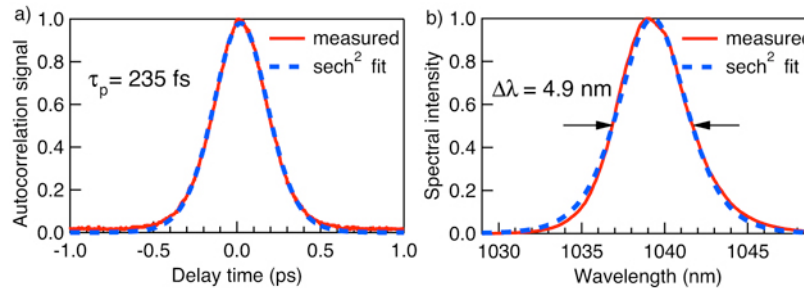 a)
Autocorrelation signal
1.0
0.8
0.6
0.4
0.2
0.0
τp = 235 fs
measured
sech² fit
-1.0 -0.5 0.0 0.5 1.0
Delay time (ps)
b)
Spectral intensity
1.0
0.8
0.6
0.4
0.2
0.0
measured
sech² fit
Δλ = 4.9 nm
1030 1035 1040 1045
Wavelength (nm)